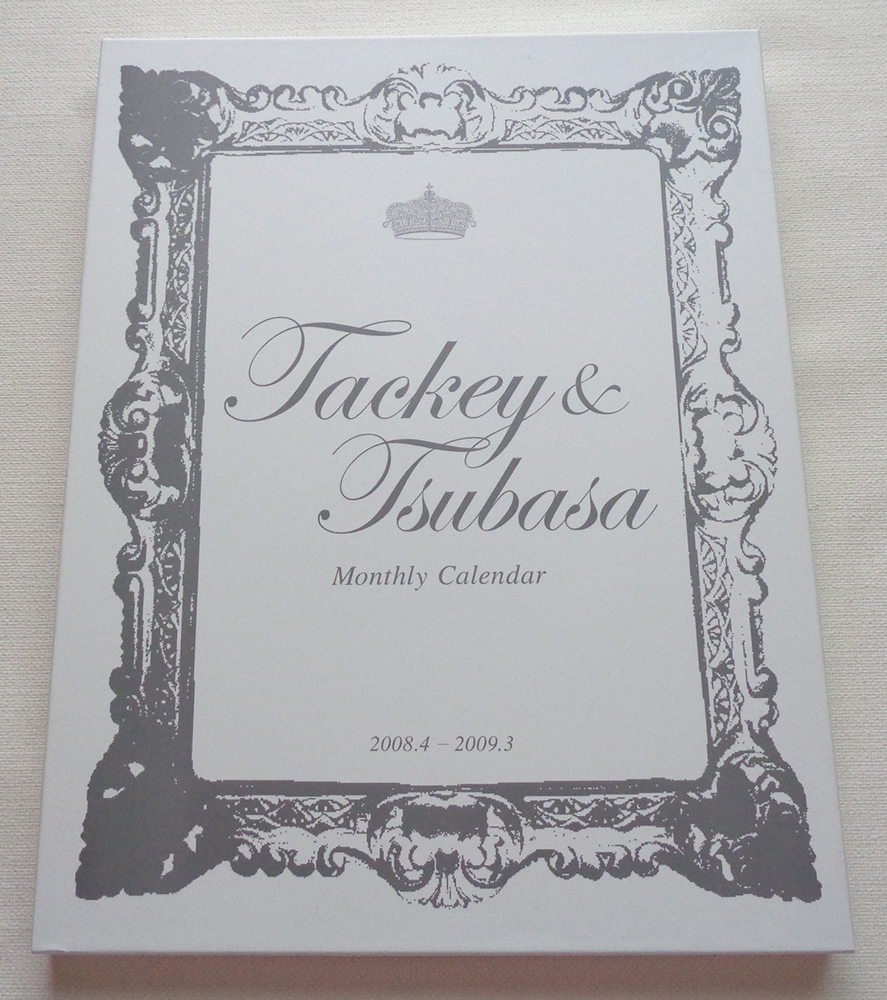 Tackey &
Tsubasa
Monthly Calendar
2008.4 – 2009.3